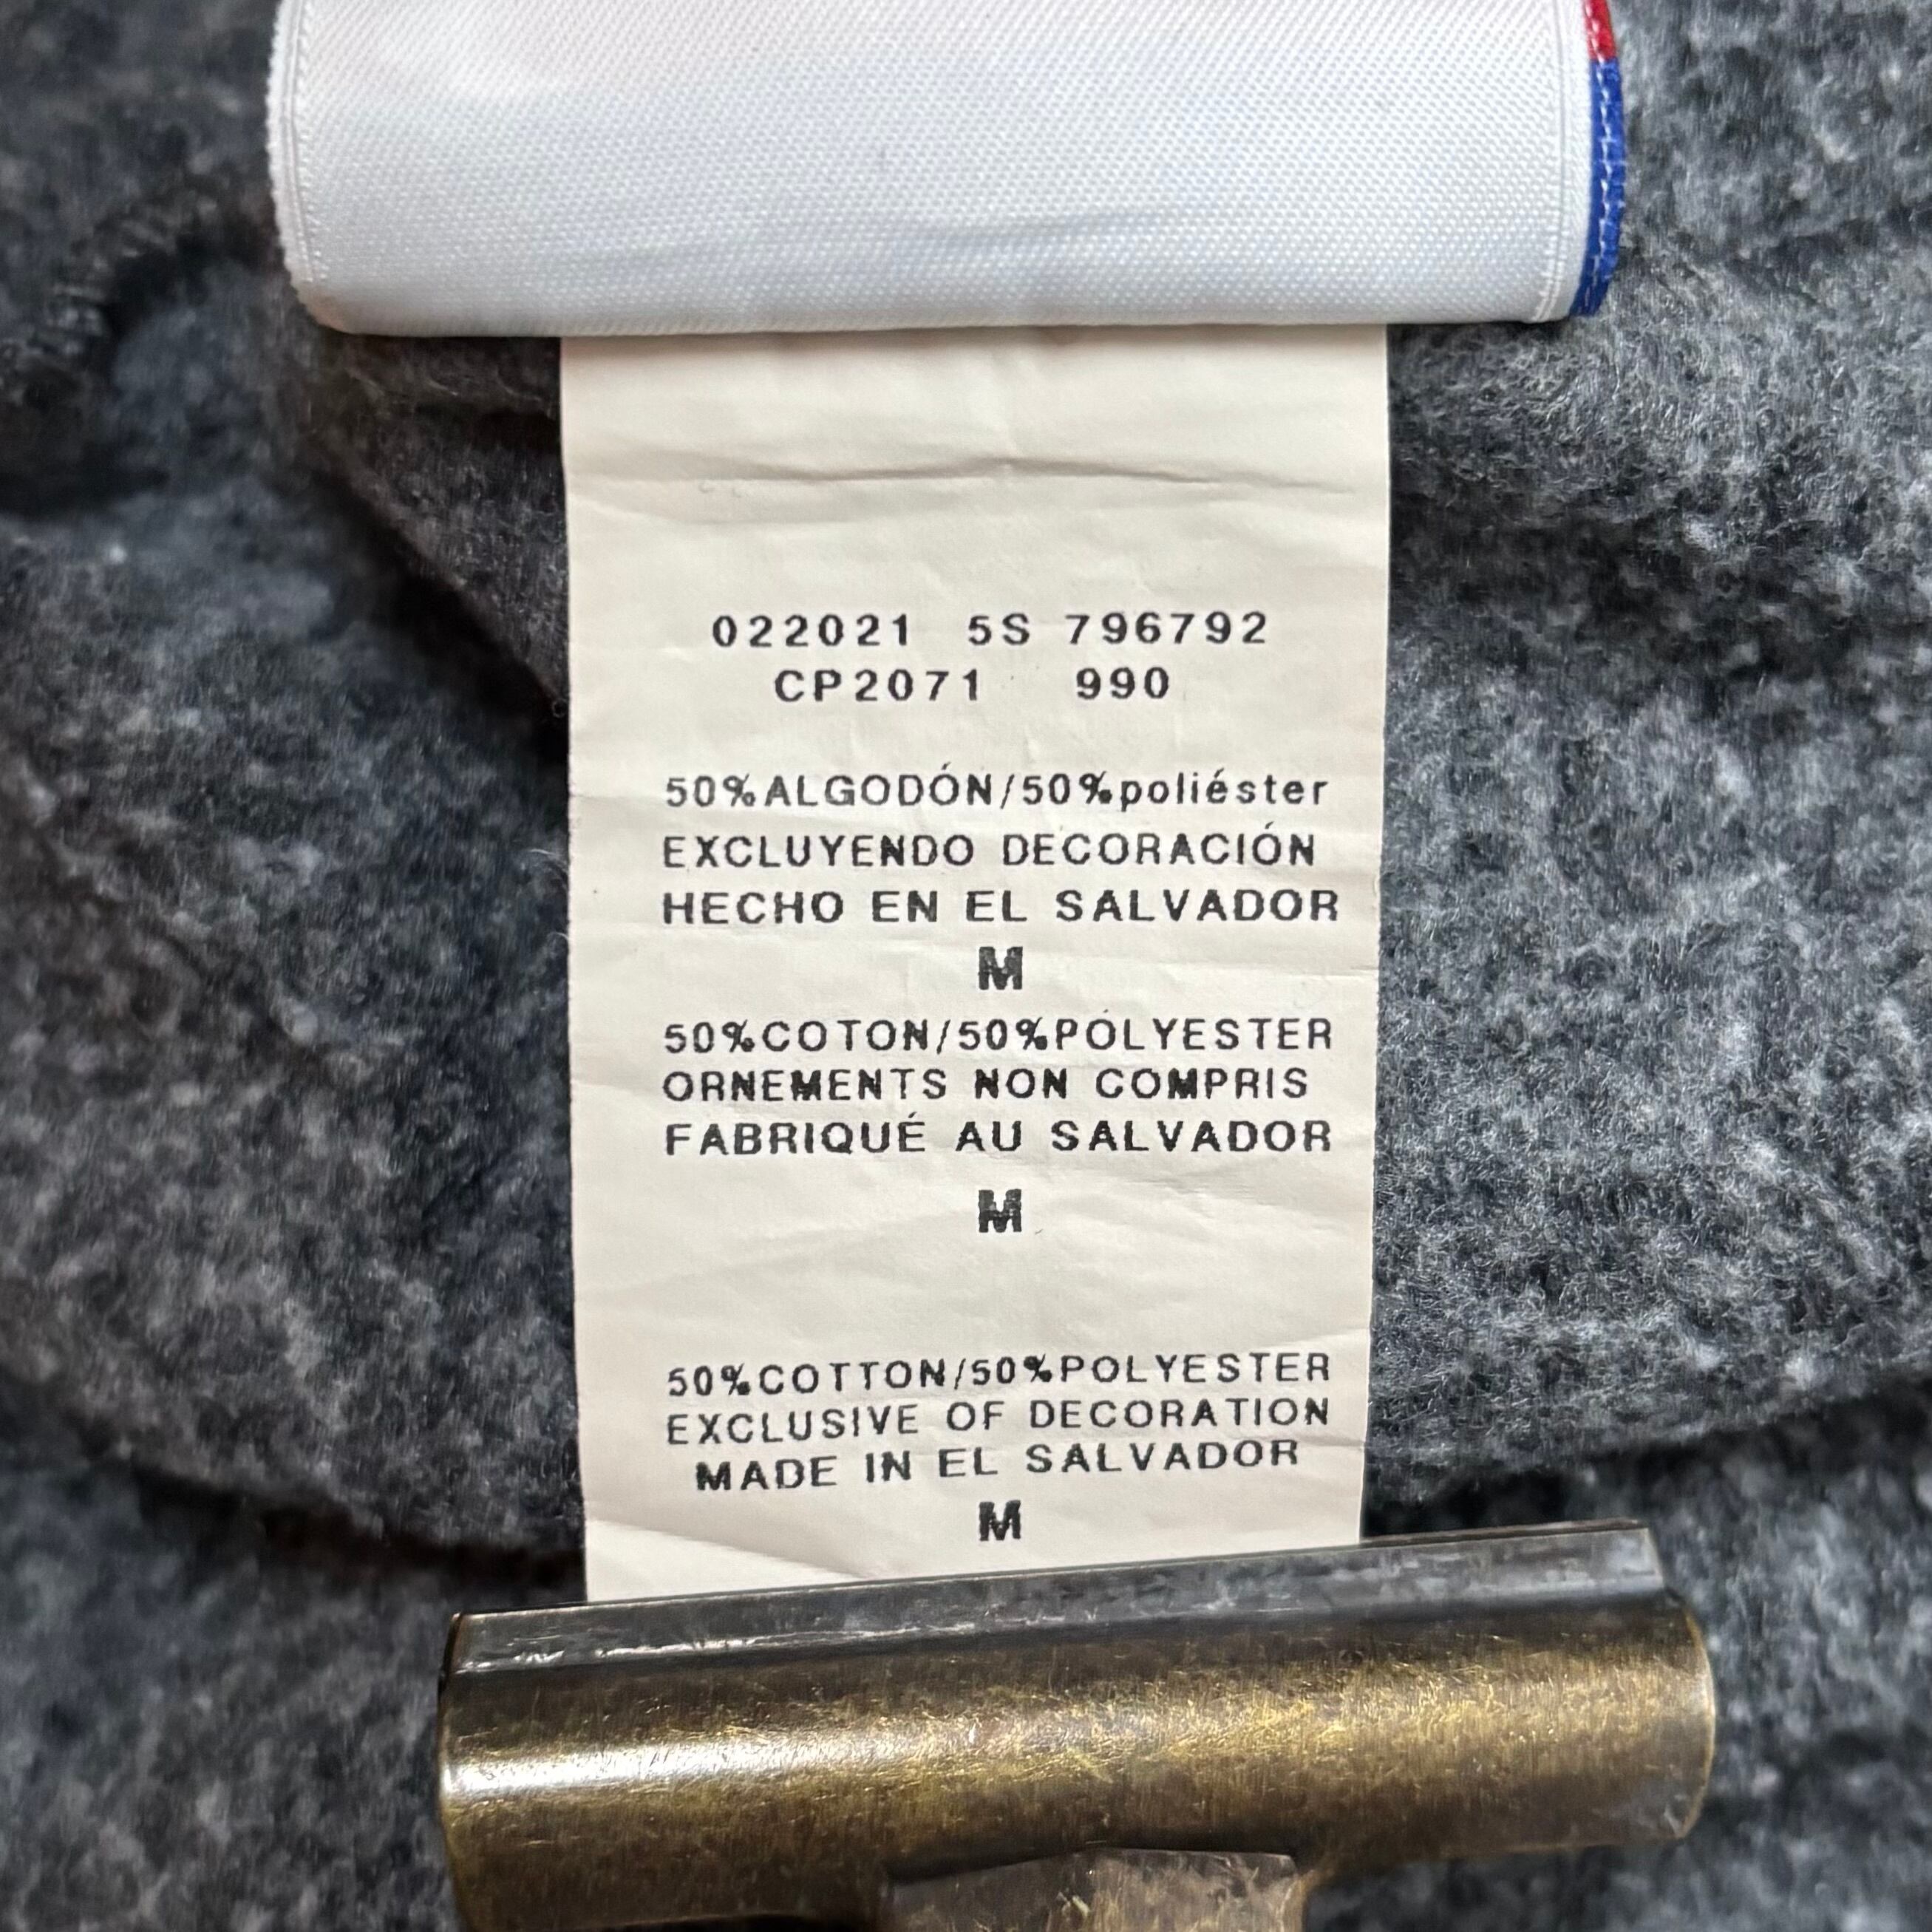 022021 5S 796792
CP2071 990
50%ALGODÓN/50%poliéster
EXCLUYENDO DECORACIÓN
HECHO EN EL SALVADOR
M
50%COTON/50%POLYESTER
ORNEMENTS NON COMPRIS
FABRIQUÉ AU SALVADOR
M
50%COTTON/50%POLYESTER
EXCLUSIVE OF DECORATION
MADE IN EL SALVADOR
M